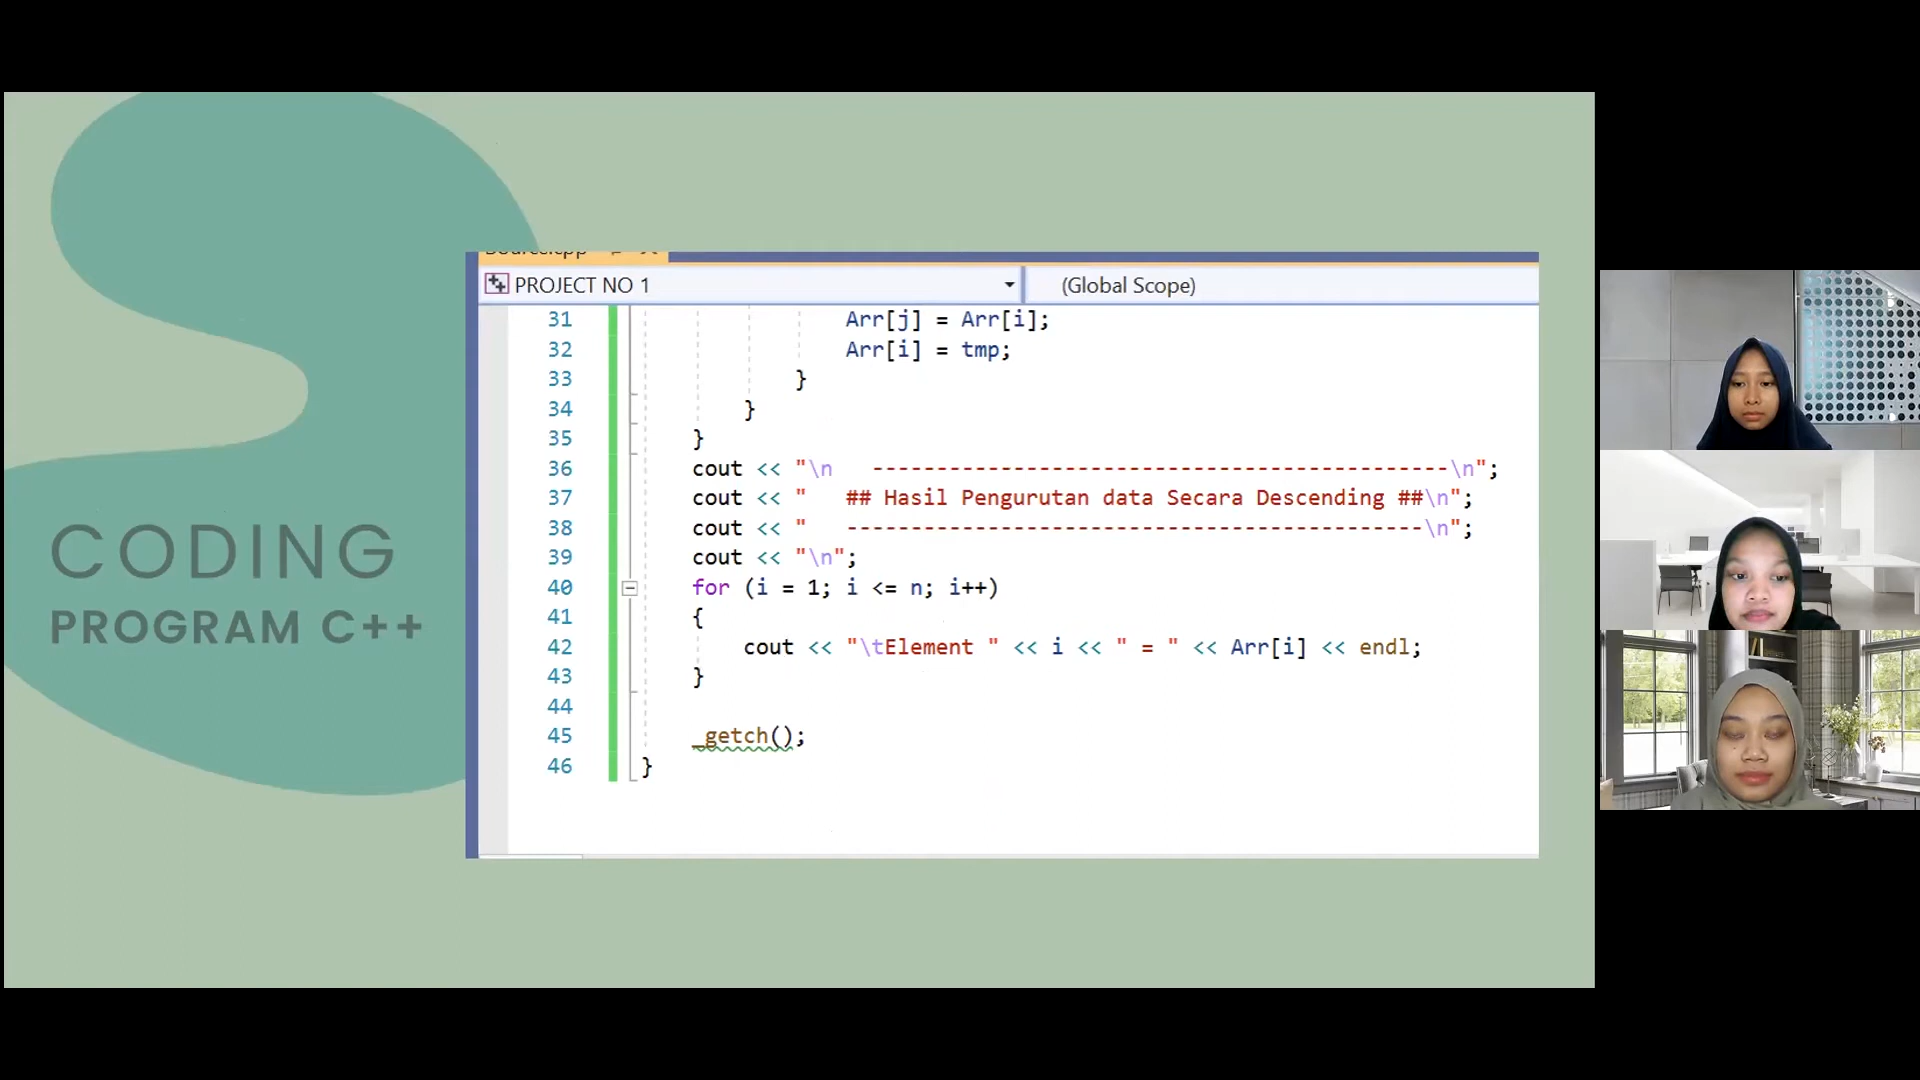 CODING
PROGRAM C++
Source.cpp
PROJECT NO 1
(Global Scope)
31 Arr[j] = Arr[i];
32 Arr[i] = tmp;
33 }
34 }
35 }
36 cout << "\n   ---------------------------------------------\n";
37 cout << "   ## Hasil Pengurutan data Secara Descending ##\n";
38 cout << "   ---------------------------------------------\n";
39 cout << "\n";
40 for (i = 1; i <= n; i++)
41 {
42 cout << "\tElement " << i << " = " << Arr[i] << endl;
43 }
44
45 _getch();
46 }